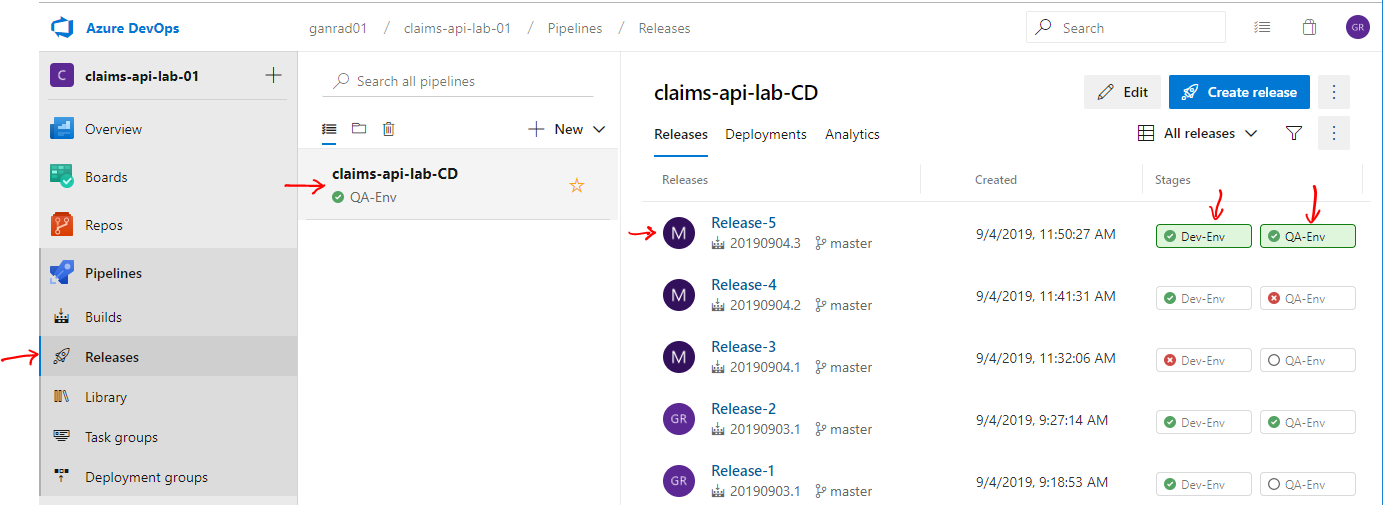 Azure DevOps
ganrad01 / claims-api-lab-01 / Pipelines / Releases
Search
GR
C claims-api-lab-01
Overview
Boards
Repos
Pipelines
Builds
Releases
Library
Task groups
Deployment groups
Search all pipelines
New
claims-api-lab-CD
QA-Env
claims-api-lab-CD
Edit
Create release
Releases Deployments Analytics
All releases
Releases Created Stages
M Release-5
20190904.3 master
9/4/2019, 11:50:27 AM
Dev-Env QA-Env
M Release-4
20190904.2 master
9/4/2019, 11:41:31 AM
Dev-Env QA-Env
M Release-3
20190904.1 master
9/4/2019, 11:32:06 AM
Dev-Env QA-Env
GR Release-2
20190903.1 master
9/4/2019, 9:27:14 AM
Dev-Env QA-Env
GR Release-1
20190903.1 master
9/4/2019, 9:18:53 AM
Dev-Env QA-Env